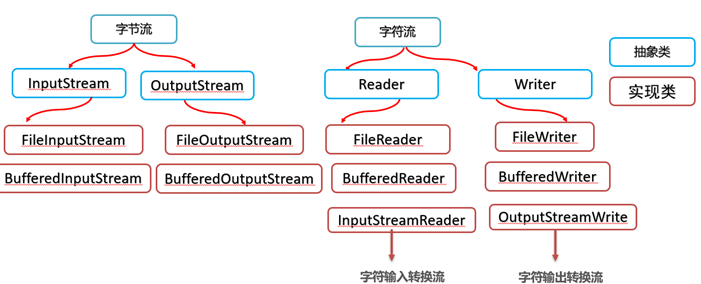 字节流
字符流
抽象类
InputStream
OutputStream
Reader
Writer
实现类
FileInputStream
FileOutputStream
FileReader
FileWriter
BufferedInputStream
BufferedOutputStream
BufferedReader
BufferedWriter
InputStreamReader
OutputStreamWrite
字符输入转换流
字符输出转换流